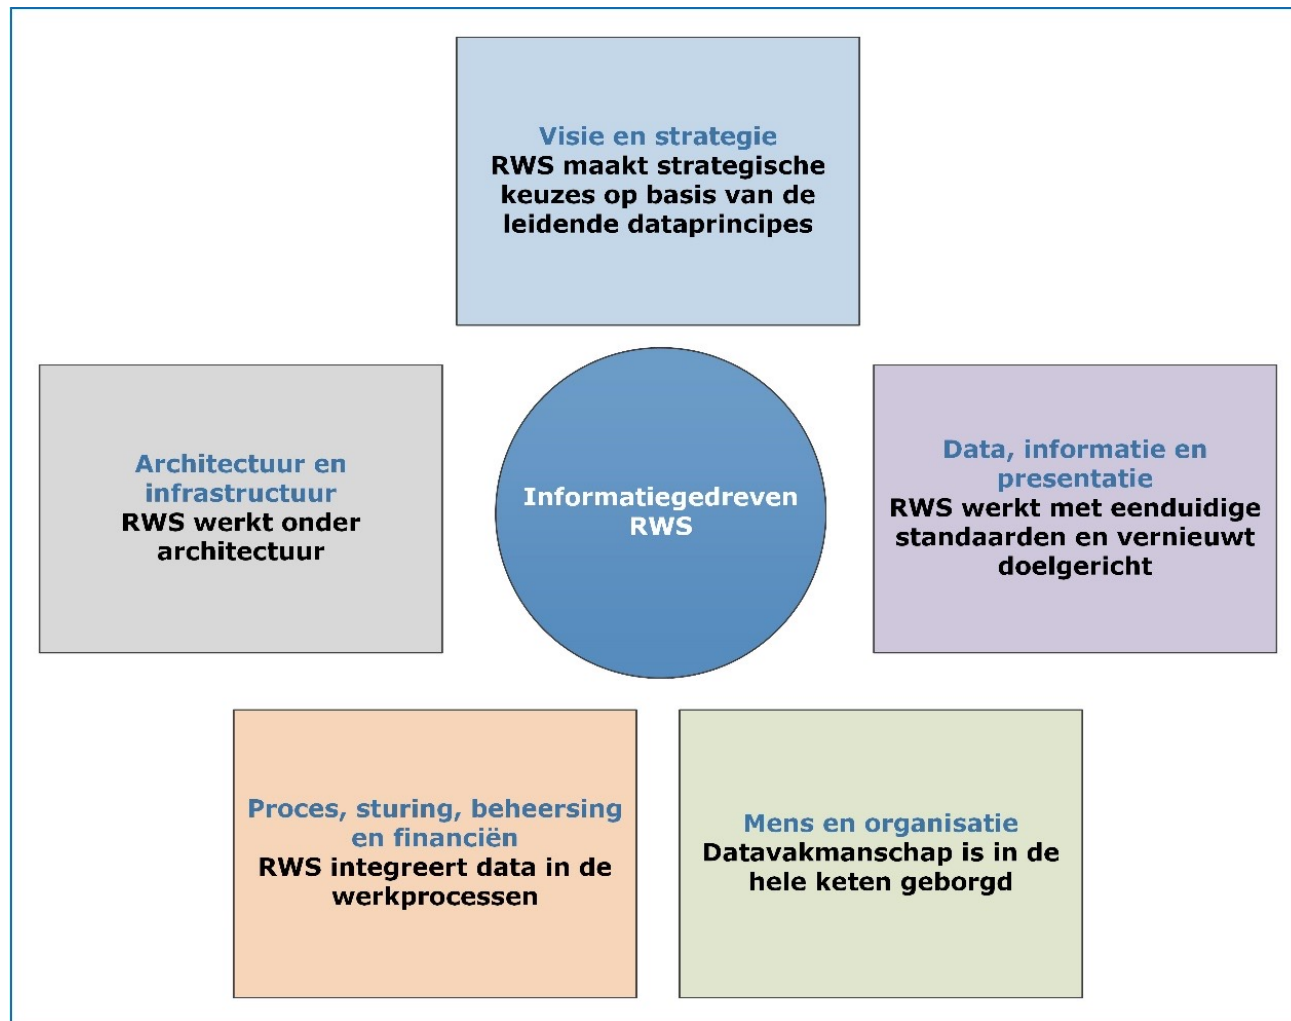 Visie en strategie
RWS maakt strategische
keuzes op basis van de
leidende dataprincipes
Architectuur en
infrastructuur
RWS werkt onder
architectuur
Informatiegedreven
RWS
Data, informatie en
presentatie
RWS werkt met eenduidige
standaarden en vernieuwt
doelgericht
Proces, sturing, beheersing
en financiën
RWS integreert data in de
werkprocessen
Mens en organisatie
Datavakmanschap is in de
hele keten geborgd